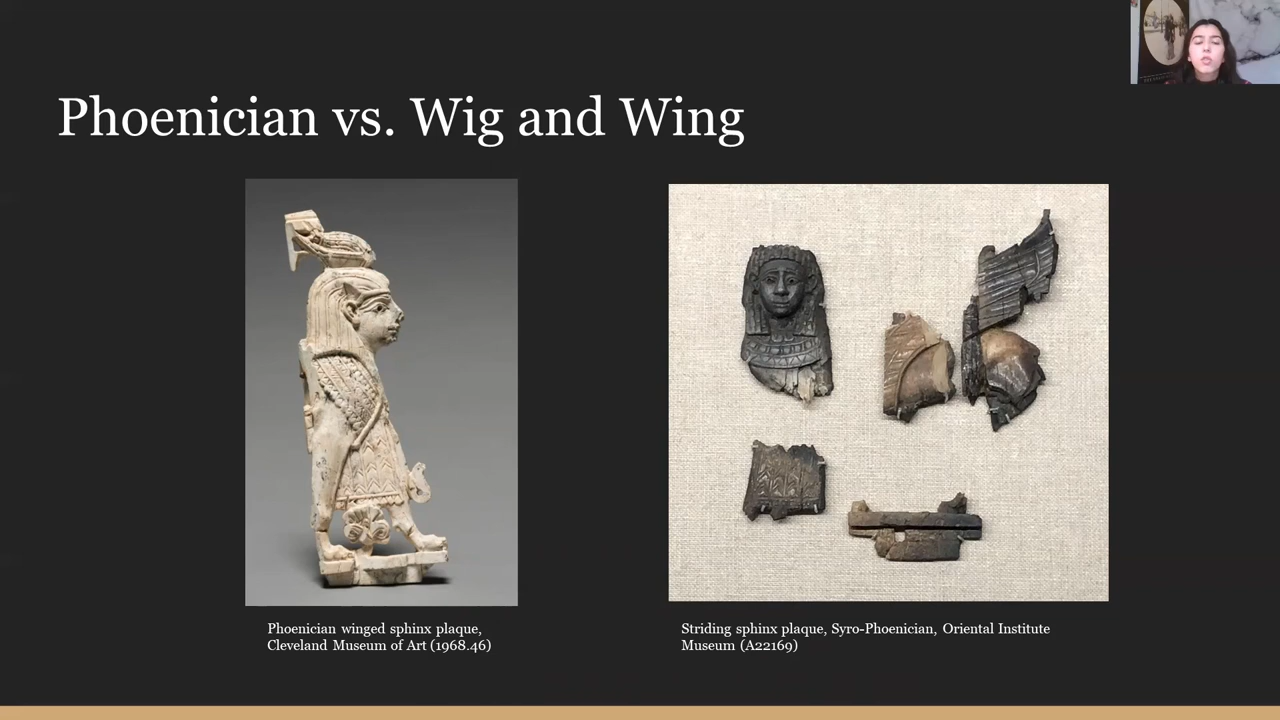 Phoenician vs. Wig and Wing
Phoenician winged sphinx plaque,
Cleveland Museum of Art (1968.46)
Striding sphinx plaque, Syro-Phoenician, Oriental Institute
Museum (A22169)